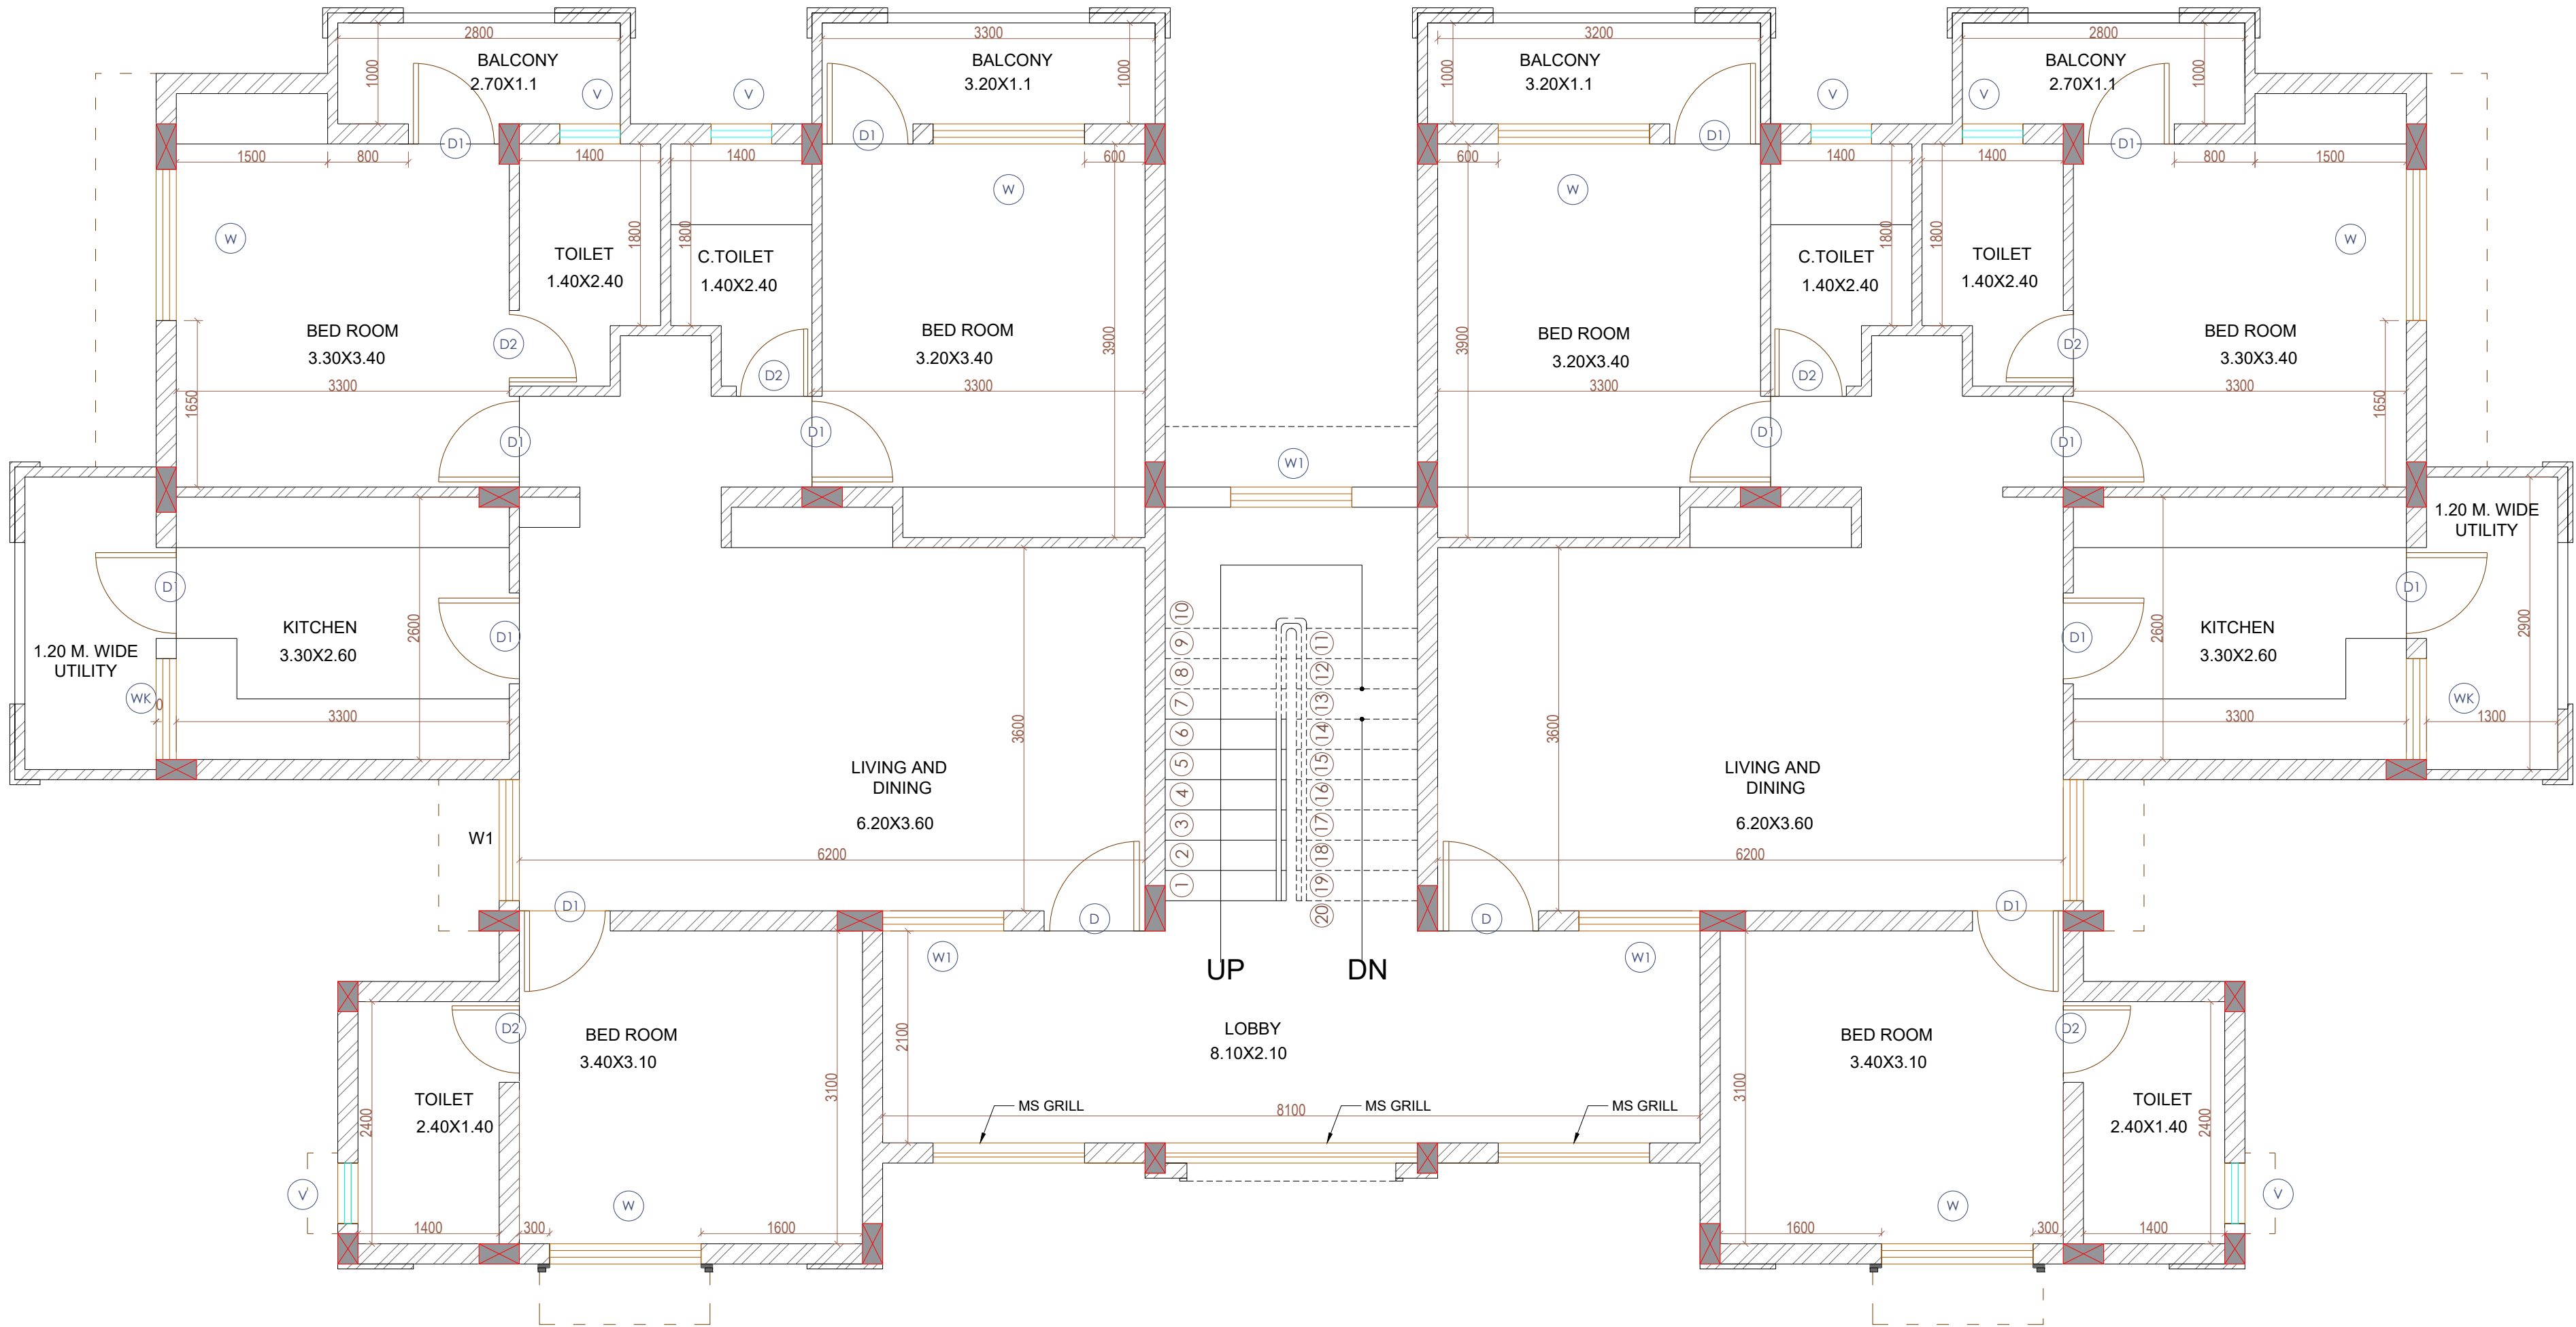 2800
3300
3200
2800
BALCONY
2.70X1.1
BALCONY
3.20X1.1
BALCONY
3.20X1.1
BALCONY
2.70X1.1
1000
1000
1000
1000
V
V
V
V
D1
D1
D1
D1
1500
800
1400
1400
600
600
1400
1400
800
1500
W
W
W
W
1800
1800
1800
1800
TOILET
1.40X2.40
C.TOILET
1.40X2.40
C.TOILET
1.40X2.40
TOILET
1.40X2.40
BED ROOM
3.30X3.40
BED ROOM
3.20X3.40
BED ROOM
3.20X3.40
BED ROOM
3.30X3.40
3900
3900
D2
D2
D2
D2
3300
3300
3300
3300
1650
1650
D1
D1
D1
D1
W1
1.20 M. WIDE
UTILITY
1.20 M. WIDE
UTILITY
D1
D1
D1
D1
KITCHEN
3.30X2.60
KITCHEN
3.30X2.60
2600
2600
2900
WK
0
WK
3300
3300
1300
3600
3600
10
9
8
7
6
5
4
3
2
1
11
12
13
14
15
16
17
18
19
20
LIVING AND
DINING
6.20X3.60
LIVING AND
DINING
6.20X3.60
W1
6200
6200
D1
D
D
D1
W1
W1
UP
DN
LOBBY
8.10X2.10
2100
8100
MS GRILL
MS GRILL
MS GRILL
D2
D2
BED ROOM
3.40X3.10
BED ROOM
3.40X3.10
3100
3100
TOILET
2.40X1.40
TOILET
2.40X1.40
2400
2400
V
V
W
W
1400
300
1600
1600
300
1400